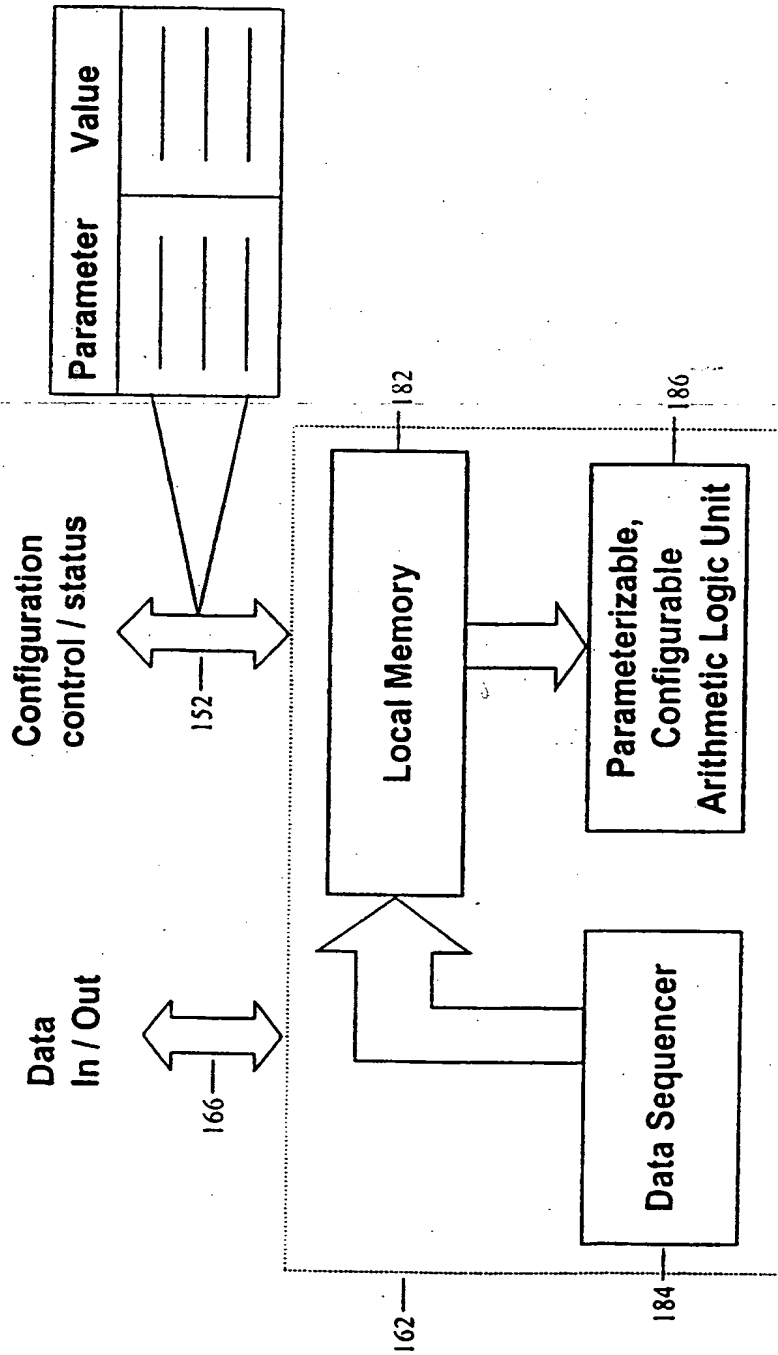 Data
In / Out
166
Configuration
control / status
152
Parameter Value
162
Local Memory
182
Data Sequencer
184
Parameterizable,
Configurable
Arithmetic Logic Unit
186